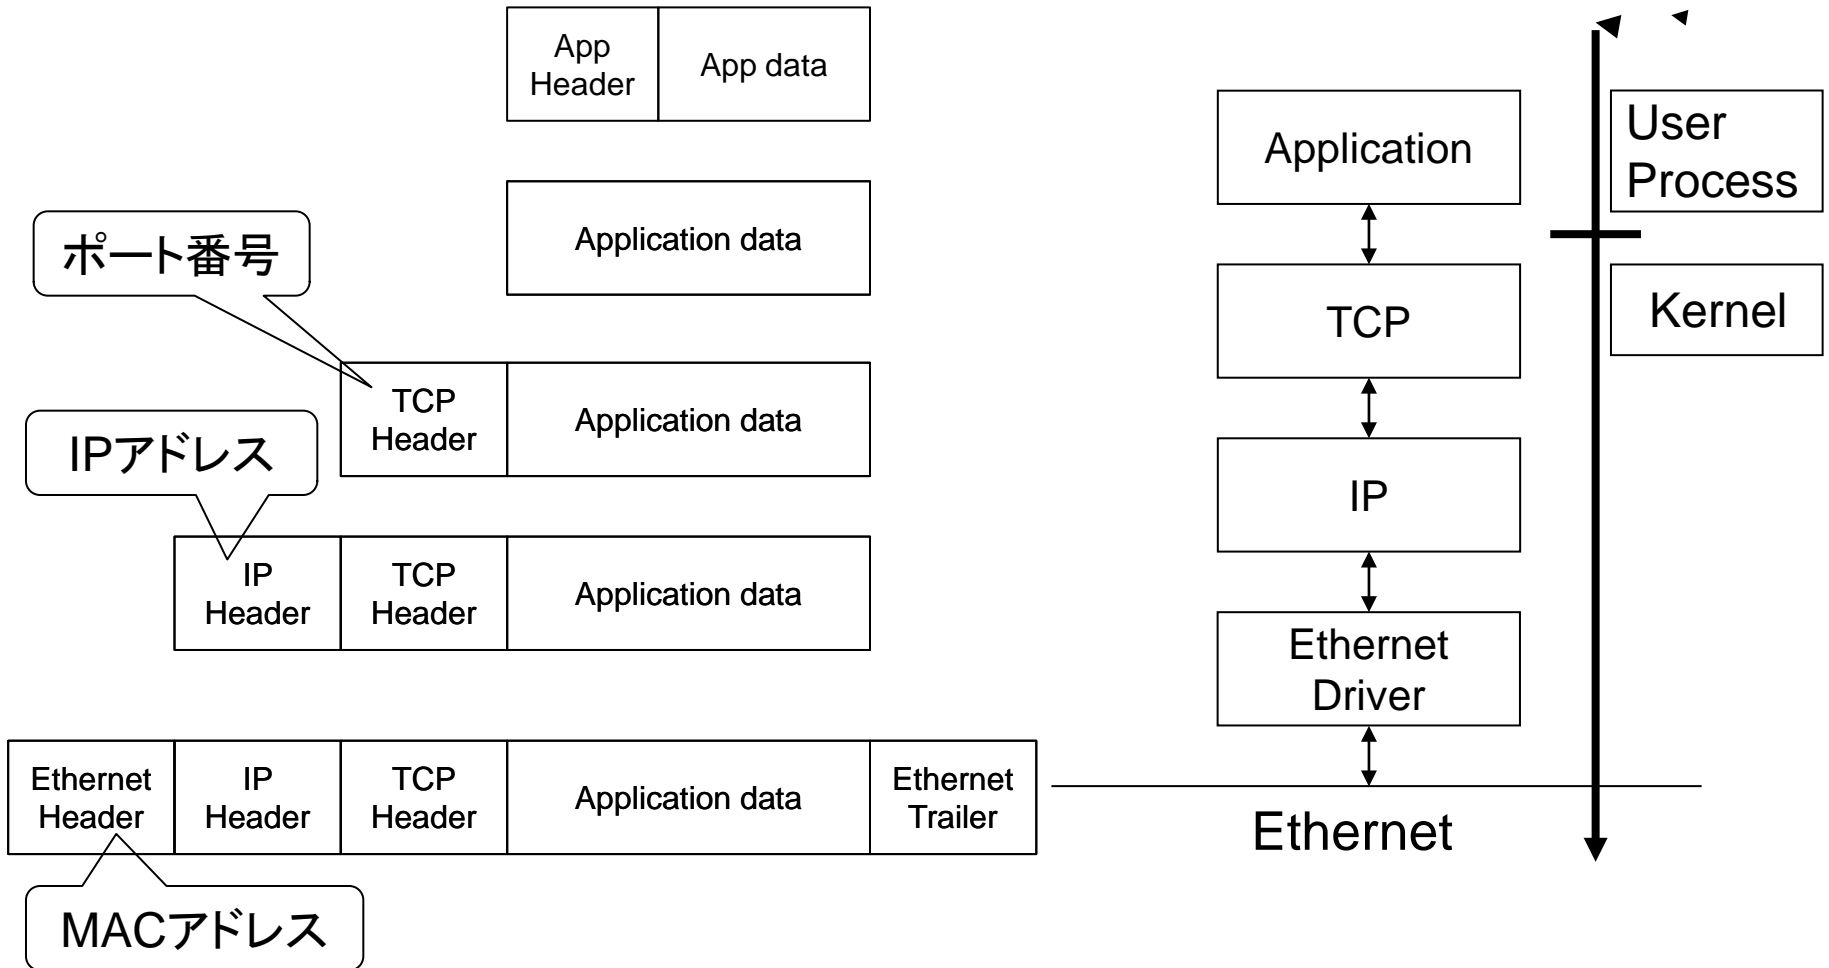 App
Header
App data
Application data
ポート番号
TCP
Header
Application data
IPアドレス
IP
Header
TCP
Header
Application data
Ethernet
Header
IP
Header
TCP
Header
Application data
Ethernet
Trailer
MACアドレス
Application
TCP
IP
Ethernet
Driver
Ethernet
User
Process
Kernel